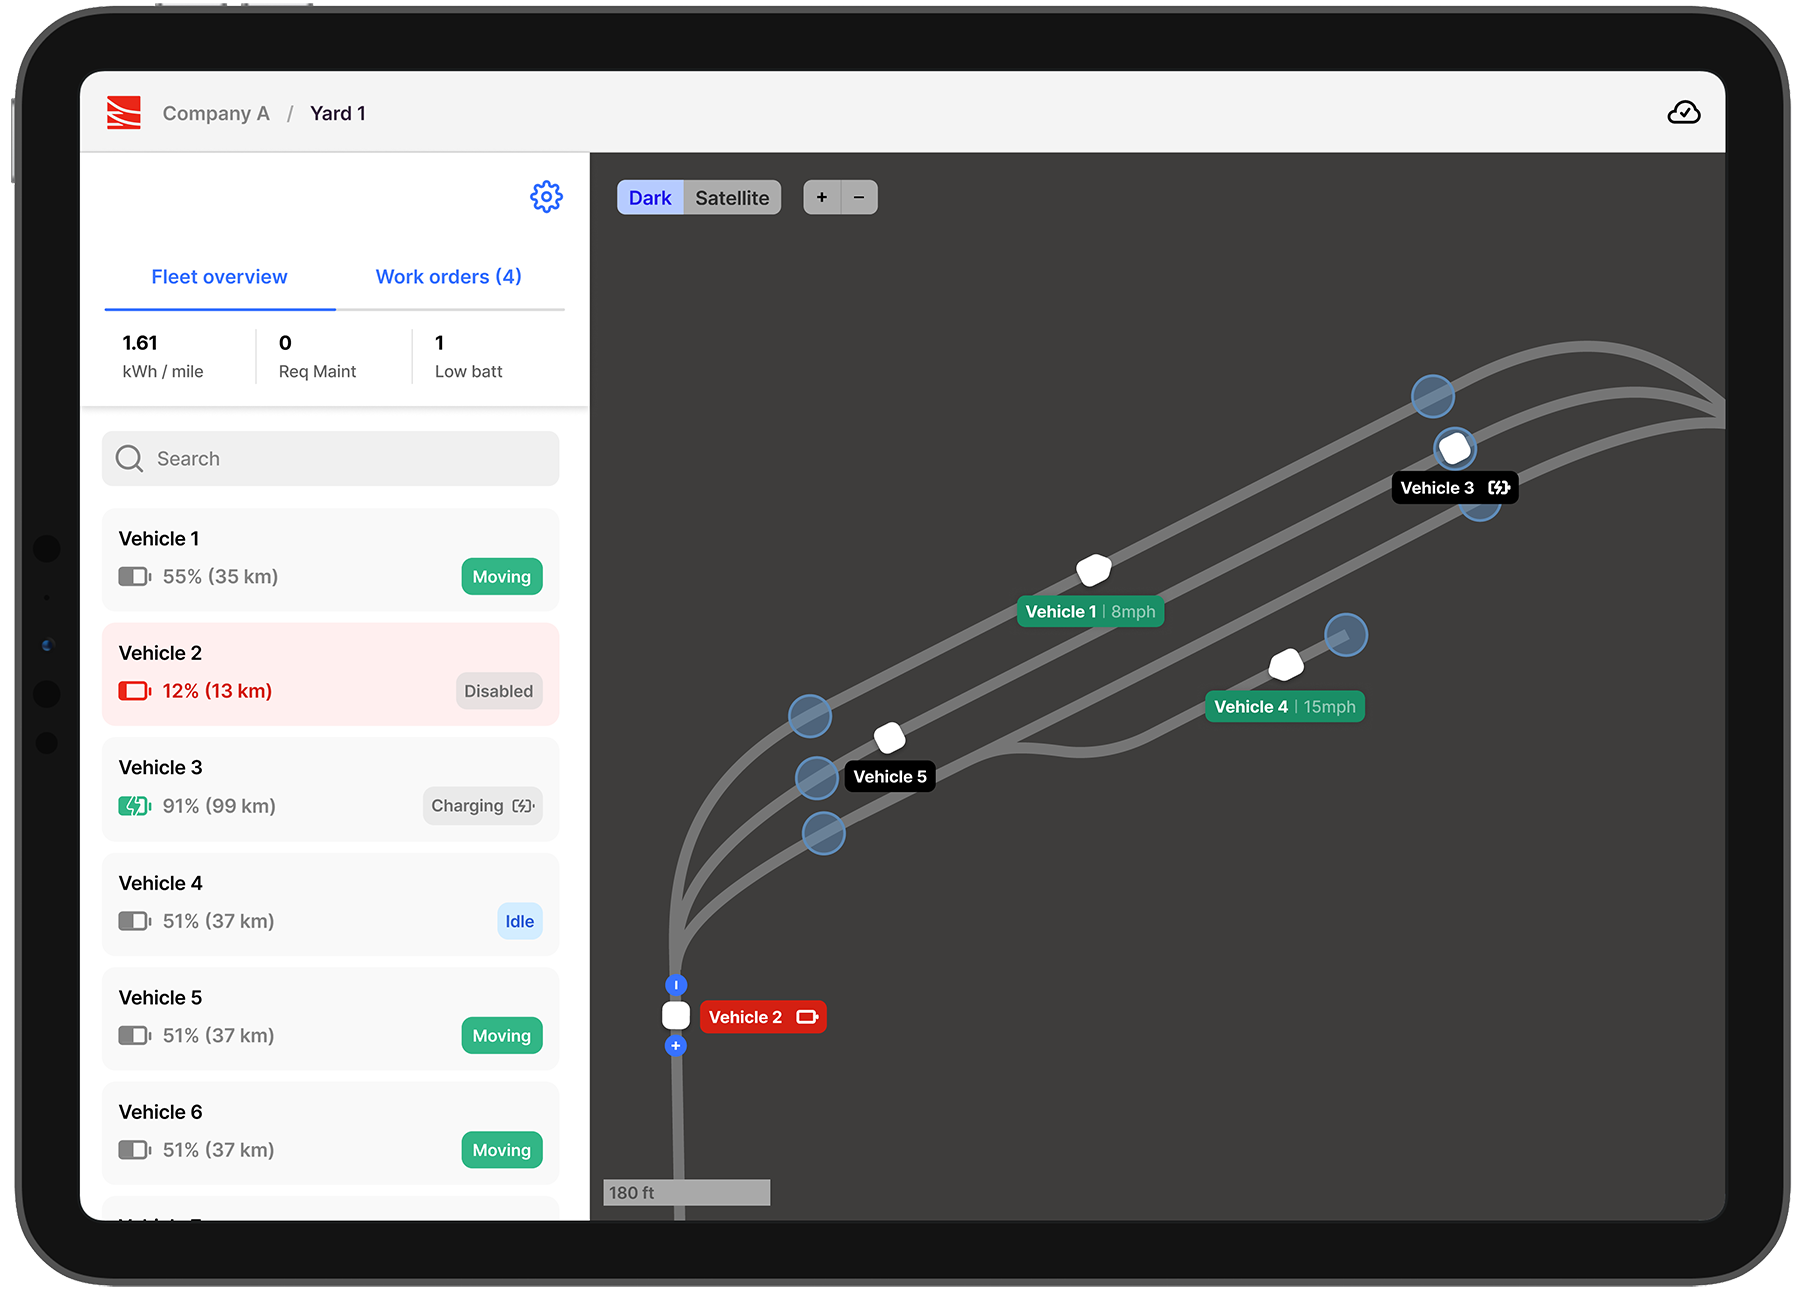 Company A / Yard 1
Fleet overview
Work orders (4)
1.61
kWh / mile
0
Req Maint
1
Low batt
Search
Vehicle 1
55% (35 km)
Moving
Vehicle 2
12% (13 km)
Disabled
Vehicle 3
91% (99 km)
Charging
Vehicle 4
51% (37 km)
Idle
Vehicle 5
51% (37 km)
Moving
Vehicle 6
51% (37 km)
Moving
Dark
Satellite
+ −
Vehicle 3
Vehicle 1 | 8mph
Vehicle 4 | 15mph
Vehicle 5
Vehicle 2
+
180 ft